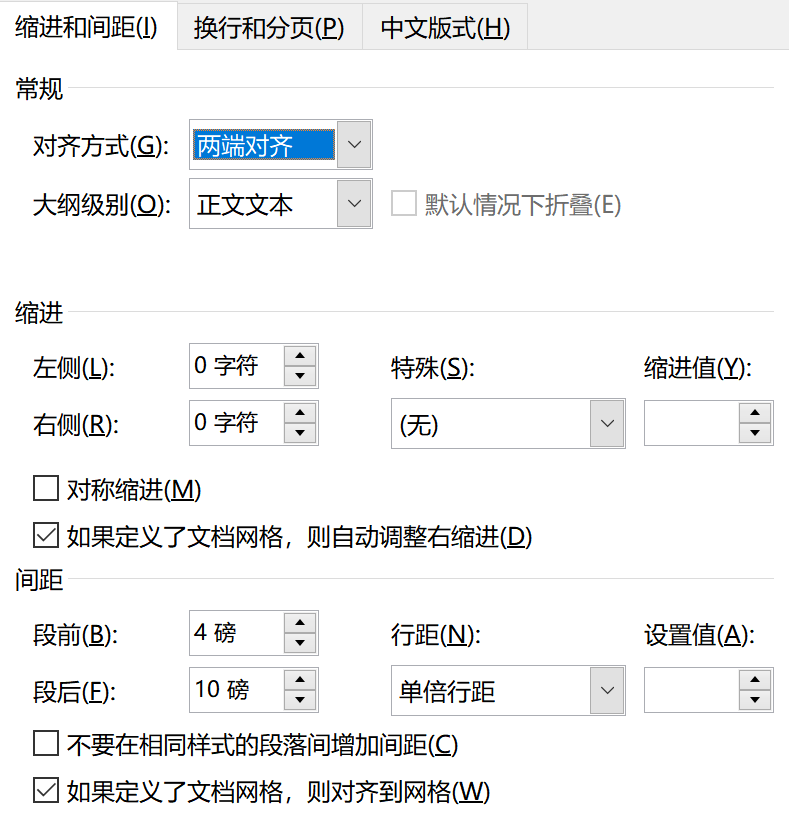 缩进和间距(I) 换行和分页(P) 中文版式(H)
常规
对齐方式(G): 两端对齐
大纲级别(O): 正文文本 默认情况下折叠(E)
缩进
左侧(L): 0 字符 特殊(S): 缩进值(Y):
右侧(R): 0 字符 (无)
对称缩进(M)
如果定义了文档网格，则自动调整右缩进(D)
间距
段前(B): 4 磅 行距(N): 设置值(A):
段后(F): 10 磅 单倍行距
不要在相同样式的段落间增加间距(C)
如果定义了文档网格，则对齐到网格(W)